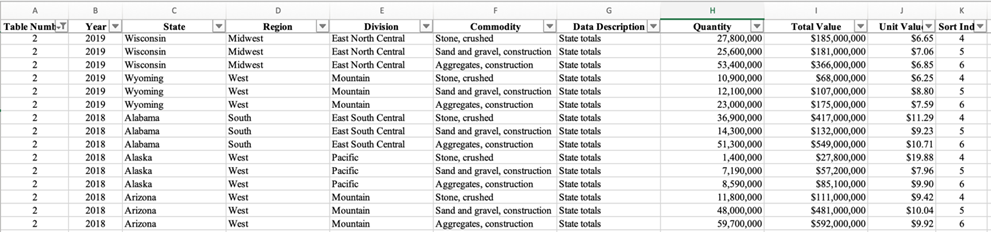 A B C D E F G H I J K
Table Numb Year State Region Division Commodity Data Description Quantity Total Value Unit Valu Sort Ind
2 2019 Wisconsin Midwest East North Central Stone, crushed State totals 27,800,000 $185,000,000 $6.65 4
2 2019 Wisconsin Midwest East North Central Sand and gravel, construction State totals 25,600,000 $181,000,000 $7.06 5
2 2019 Wisconsin Midwest East North Central Aggregates, construction State totals 53,400,000 $366,000,000 $6.85 6
2 2019 Wyoming West Mountain Stone, crushed State totals 10,900,000 $68,000,000 $6.25 4
2 2019 Wyoming West Mountain Sand and gravel, construction State totals 12,100,000 $107,000,000 $8.80 5
2 2019 Wyoming West Mountain Aggregates, construction State totals 23,000,000 $175,000,000 $7.59 6
2 2018 Alabama South East South Central Stone, crushed State totals 36,900,000 $417,000,000 $11.29 4
2 2018 Alabama South East South Central Sand and gravel, construction State totals 14,300,000 $132,000,000 $9.23 5
2 2018 Alabama South East South Central Aggregates, construction State totals 51,300,000 $549,000,000 $10.71 6
2 2018 Alaska West Pacific Stone, crushed State totals 1,400,000 $27,800,000 $19.88 4
2 2018 Alaska West Pacific Sand and gravel, construction State totals 7,190,000 $57,200,000 $7.96 5
2 2018 Alaska West Pacific Aggregates, construction State totals 8,590,000 $85,100,000 $9.90 6
2 2018 Arizona West Mountain Stone, crushed State totals 11,800,000 $111,000,000 $9.42 4
2 2018 Arizona West Mountain Sand and gravel, construction State totals 48,000,000 $481,000,000 $10.04 5
2 2018 Arizona West Mountain Aggregates, construction State totals 59,700,000 $592,000,000 $9.92 6